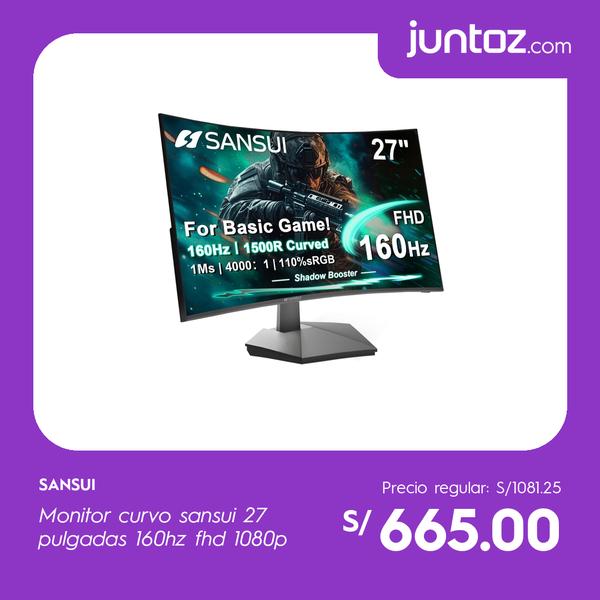 juntoz.com
SANSUI
27"
For Basic Game!
160Hz | 1500R Curved
1Ms | 4000: 1 | 110%sRGB
Shadow Booster
FHD
160Hz
SANSUI
Monitor curvo sansui 27
pulgadas 160hz fhd 1080p
Precio regular: S/1081.25
S/ 665.00